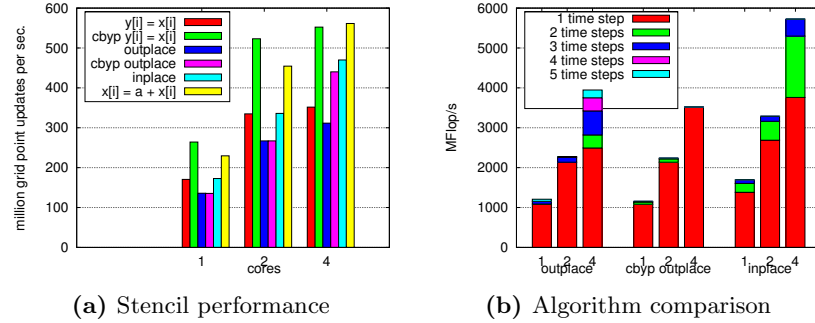 million grid point updates per sec.
600
500
400
300
200
100
0
y[i] = x[i]
cbyp y[i] = x[i]
outplace
cbyp outplace
inplace
x[i] = a + x[i]
1 2 4
cores
(a) Stencil performance
MFlop/s
6000
5000
4000
3000
2000
1000
0
1 time step
2 time steps
3 time steps
4 time steps
5 time steps
1 2 4 1 2 4 1 2 4
outplace cbyp outplace inplace
(b) Algorithm comparison